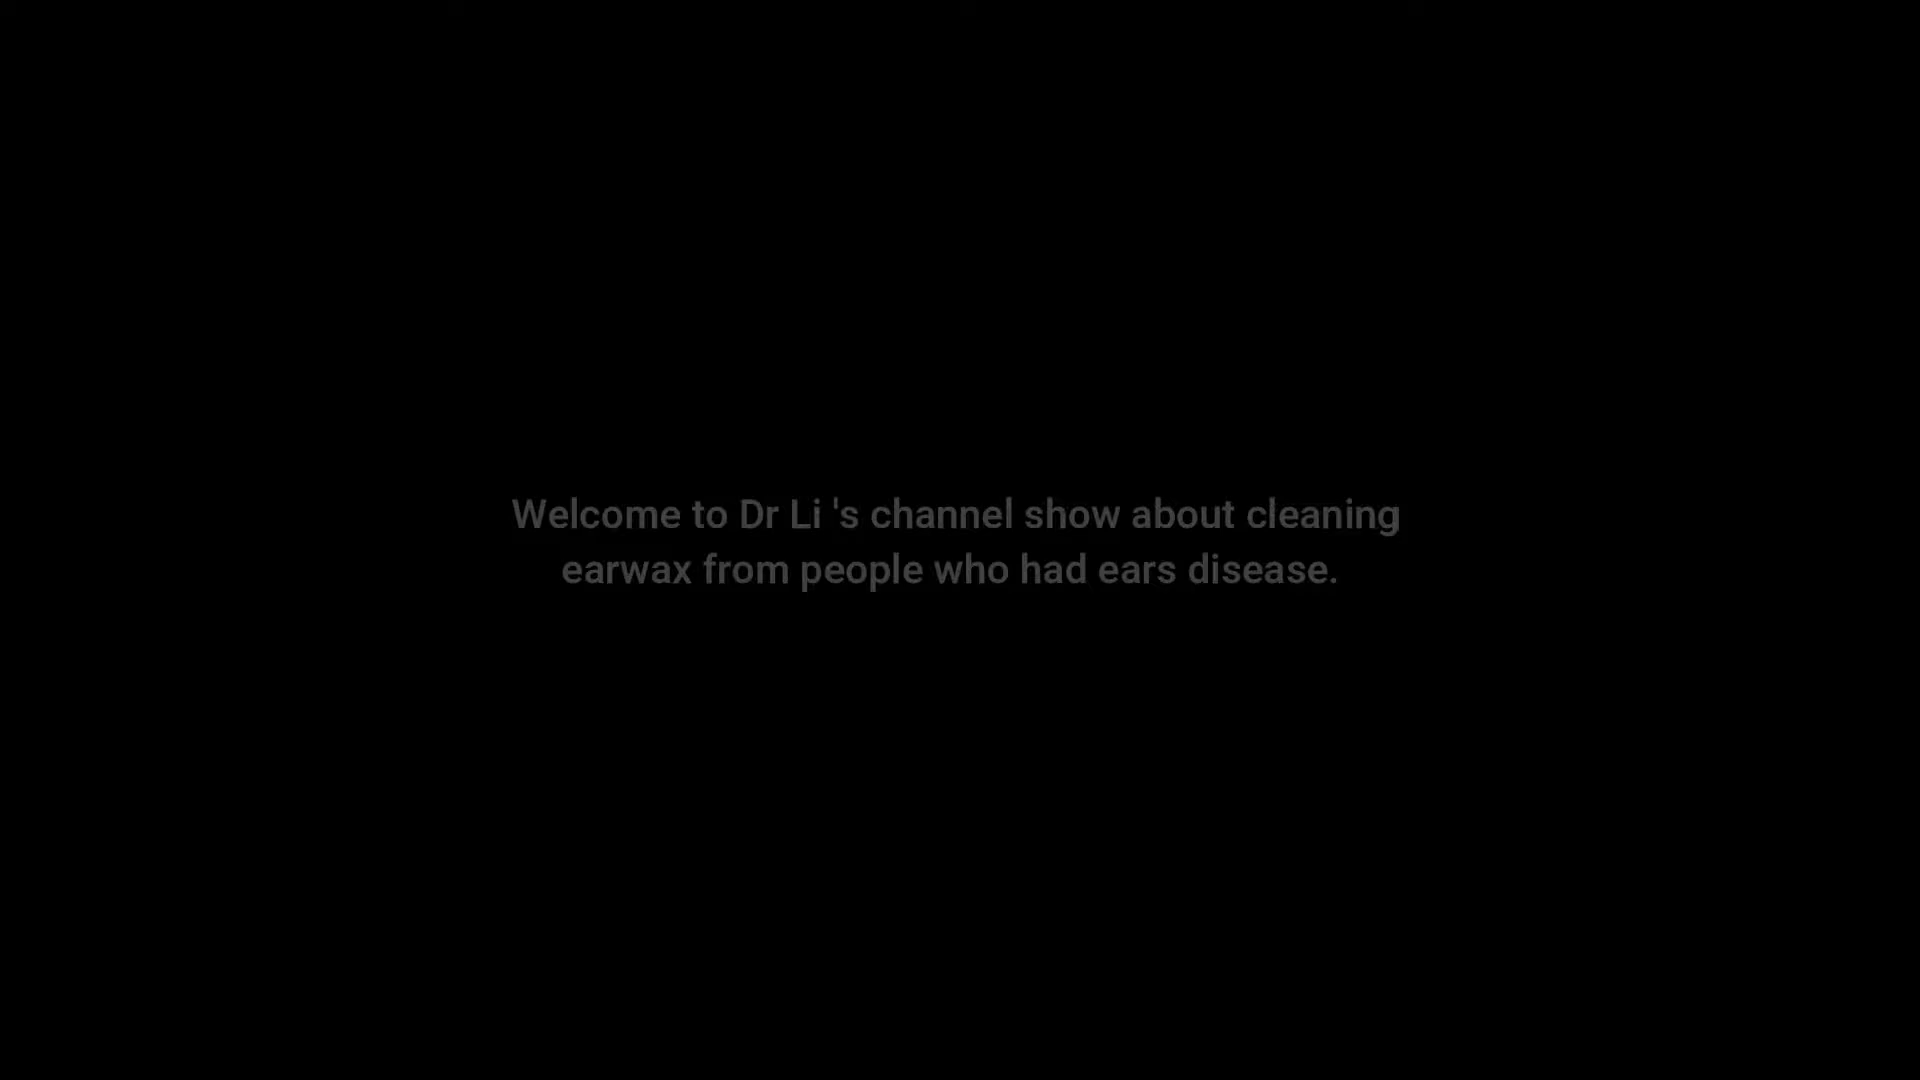 Welcome to Dr Li 's channel show about cleaning
earwax from people who had ears disease.